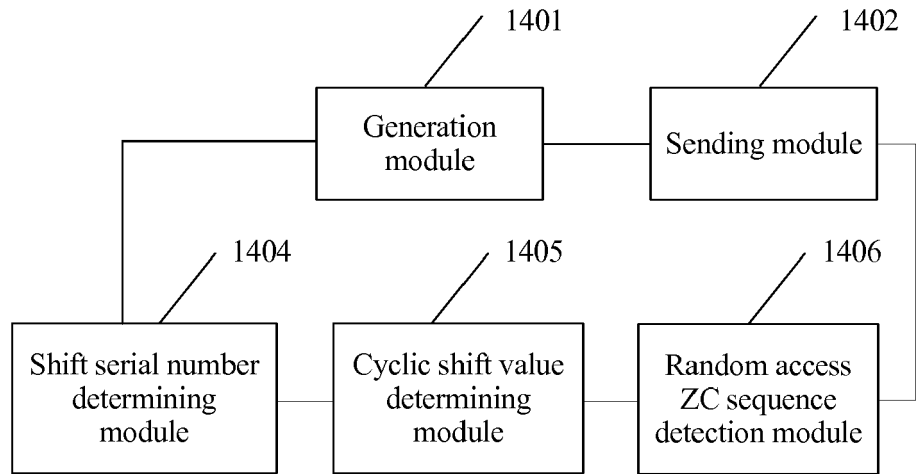 1401
1402
Generation
module
Sending module
1404
1405
1406
Shift serial number
determining
module
Cyclic shift value
determining
module
Random access
ZC sequence
detection module